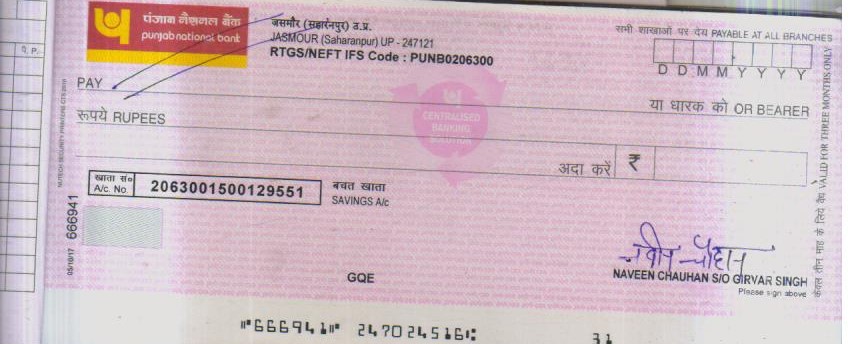 पंजाब नैशनल बैंक
punjab national bank
जसमौर (सहारनपुर) उ.प्र.
JASMOUR (Saharanpur) UP - 247121
RTGS/NEFT IFS Code : PUNB0206300
सभी शाखाओं पर देय PAYABLE AT ALL BRANCHES
D D M M Y Y Y Y
PAY
या धारक को OR BEARER
रूपये RUPEES
CENTRALISED
BANKING
SOLUTION
अदा करें ₹
खाता सं०
A/c. No. 2063001500129551
बचत खाता
SAVINGS A/c
नवीन चौहान
NAVEEN CHAUHAN S/O GIRVAR SINGH
Please sign above
GQE
केवल तीन माह के लिये वैध VALID FOR THREE MONTHS ONLY
05/10/17 666941
⑈666941⑈ 247024516⑆ 31